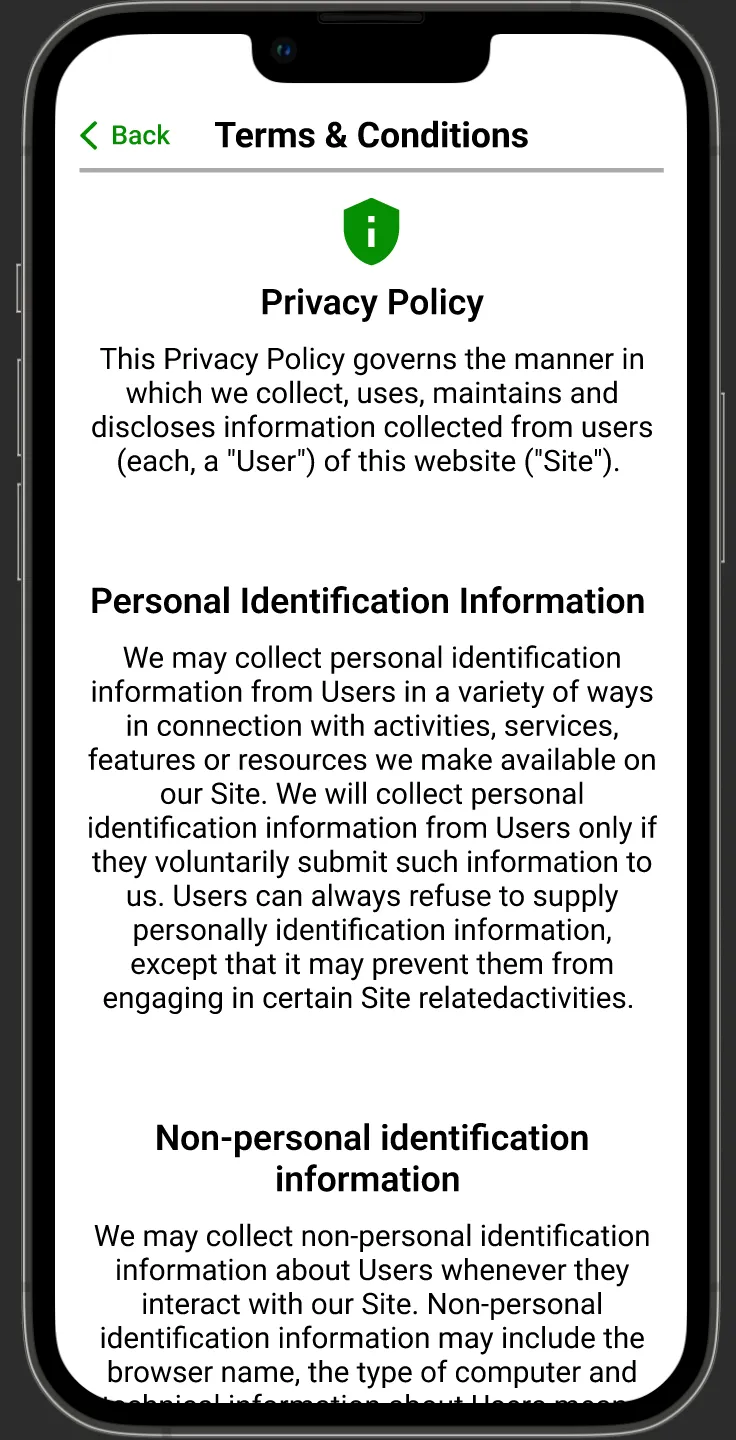 Back
Terms & Conditions
i
Privacy Policy
This Privacy Policy governs the manner in
which we collect, uses, maintains and
discloses information collected from users
(each, a "User") of this website ("Site").
Personal Identification Information
We may collect personal identification
information from Users in a variety of ways
in connection with activities, services,
features or resources we make available on
our Site. We will collect personal
identification information from Users only if
they voluntarily submit such information to
us. Users can always refuse to supply
personally identification information,
except that it may prevent them from
engaging in certain Site relatedactivities.
Non-personal identification
information
We may collect non-personal identification
information about Users whenever they
interact with our Site. Non-personal
identification information may include the
browser name, the type of computer and
technical information about Users mean